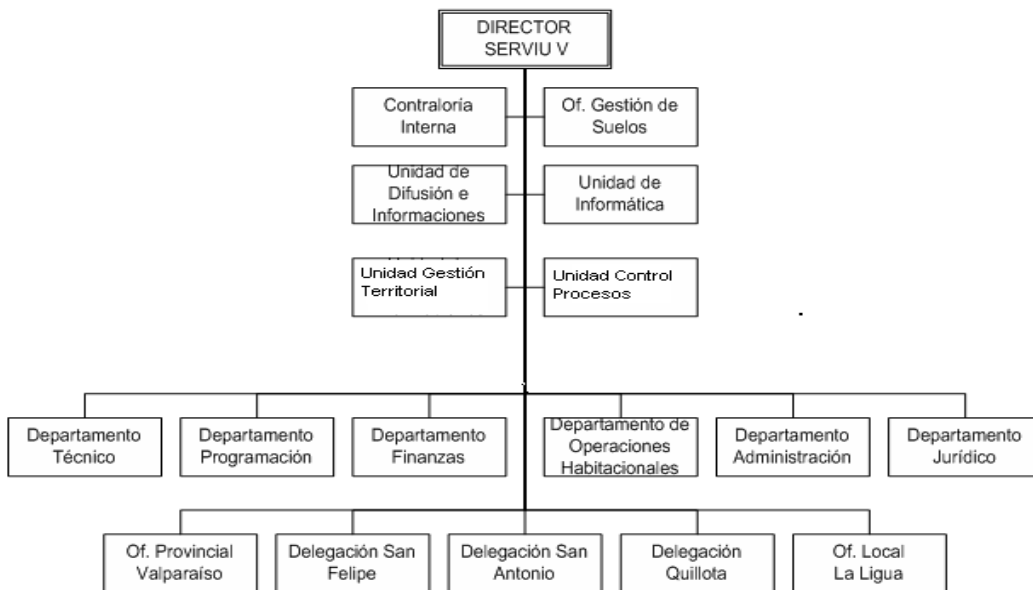 DIRECTOR
SERVIU V
Contraloría
Interna
Of. Gestión de
Suelos
Unidad de
Difusión e
Informaciones
Unidad de
Informática
Unidad Gestión
Territorial
Unidad Control
Procesos
Departamento
Técnico
Departamento
Programación
Departamento
Finanzas
Departamento de
Operaciones
Habitacionales
Departamento
Administración
Departamento
Jurídico
Of. Provincial
Valparaíso
Delegación San
Felipe
Delegación San
Antonio
Delegación
Quillota
Of. Local
La Ligua